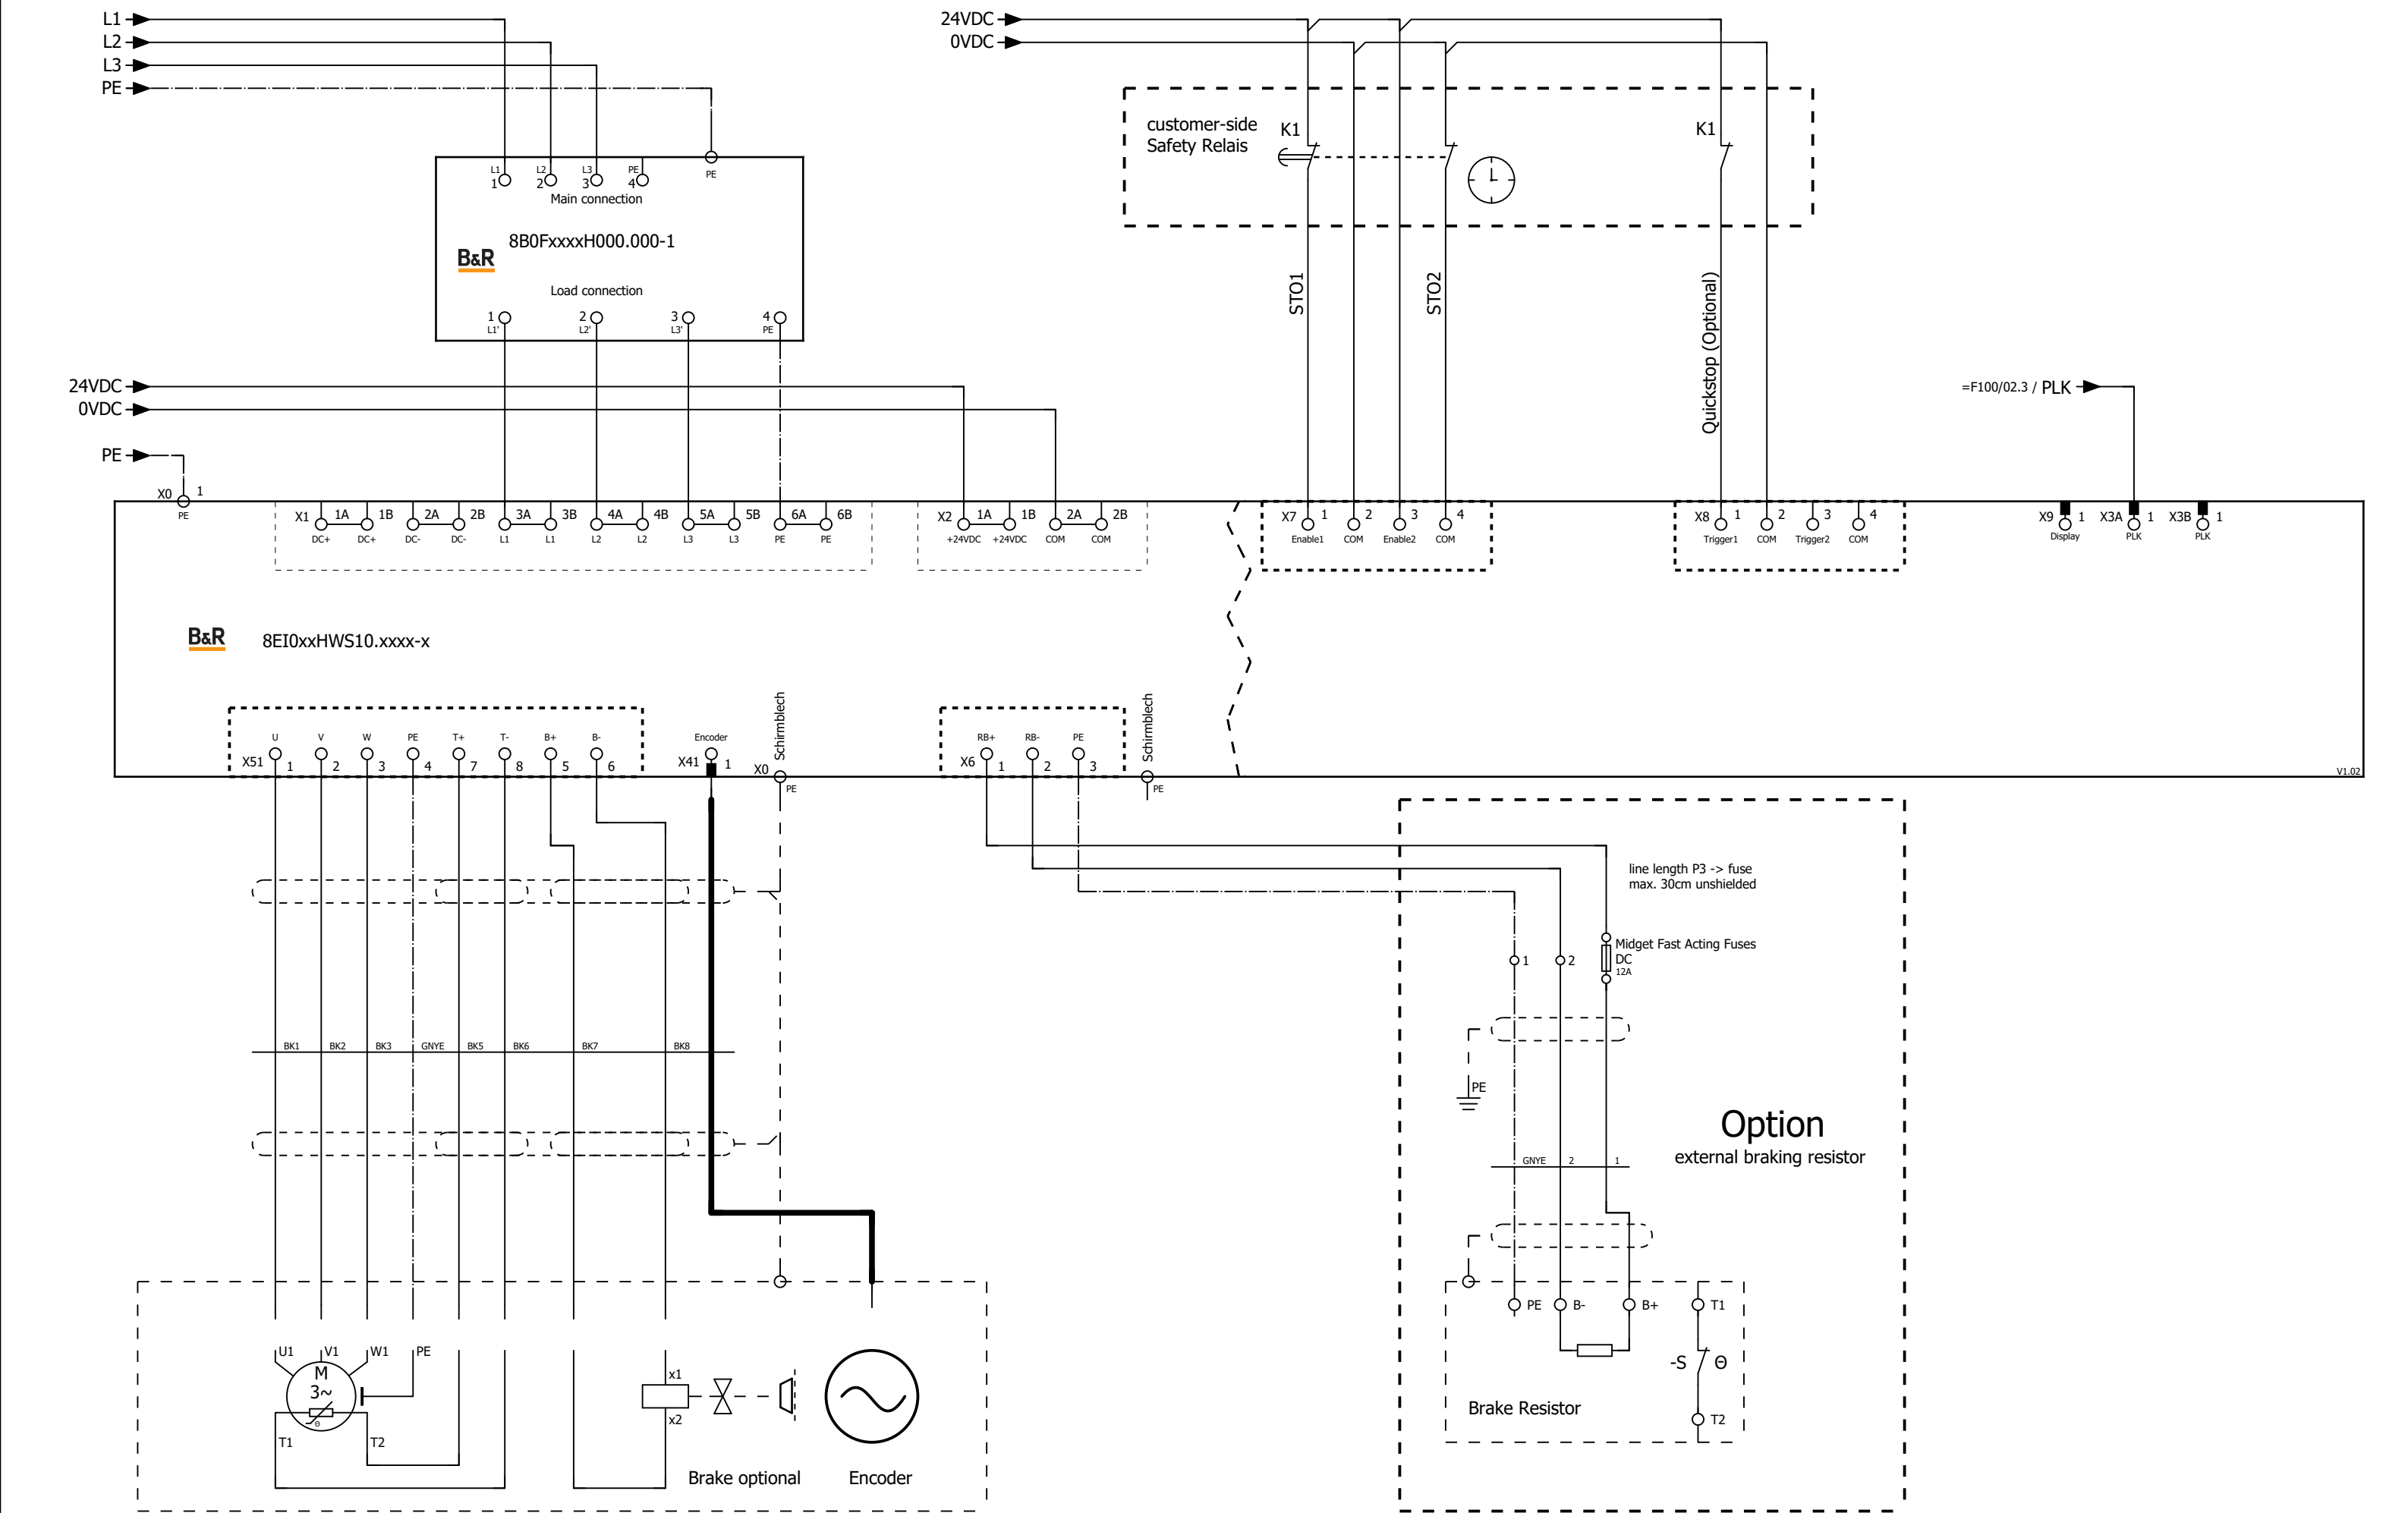 L1
L2
L3
PE
24VDC
0VDC
customer-side
Safety Relais
K1
K1
L1 L2 L3 PE
1 2 3 4
PE
Main connection
8B0FxxxxH000.000-1
B&R
Load connection
1 2 3 4
L1' L2' L3' PE
STO1
STO2
Quickstop (Optional)
24VDC
0VDC
=F100/02.3 / PLK
PE
X0 1
PE
X1 1A 1B 2A 2B 3A 3B 4A 4B 5A 5B 6A 6B
DC+ DC+ DC- DC- L1 L1 L2 L2 L3 L3 PE PE
X2 1A 1B 2A 2B
+24VDC +24VDC COM COM
X7 1 2 3 4
Enable1 COM Enable2 COM
X8 1 2 3 4
Trigger1 COM Trigger2 COM
X9 1 X3A 1 X3B 1
Display PLK PLK
B&R 8EI0xxHWS10.xxxx-x
U V W PE T+ T- B+ B-
X51 1 2 3 4 7 8 5 6
Encoder
X41 1
Schirmblech
X0
PE
RB+ RB- PE
X6 1 2 3
Schirmblech
PE
V1.02
line length P3 -> fuse
max. 30cm unshielded
Midget Fast Acting Fuses
DC
12A
1 2
BK1 BK2 BK3 GNYE BK5 BK6 BK7 BK8
PE
Option
external braking resistor
GNYE 2 1
PE B- B+ T1
-S Θ
Brake Resistor
T2
U1 V1 W1 PE
M
3~
Θ
T1 T2
x1
x2
Brake optional
Encoder